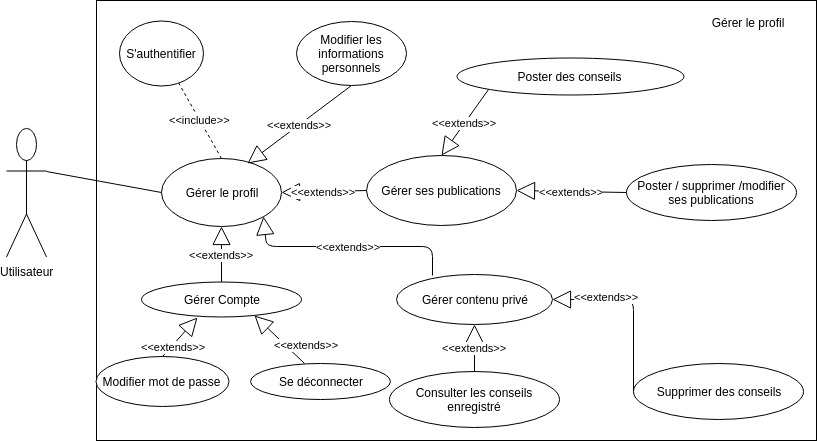 Gérer le profil
S'authentifier
Modifier les
informations
personnels
Poster des conseils
<<include>>
<<extends>>
<<extends>>
Gérer le profil
<<extends>>
Gérer ses publications
<<extends>>
Poster / supprimer /modifier
ses publications
Utilisateur
<<extends>>
<<extends>>
Gérer Compte
Gérer contenu privé
<<extends>>
<<extends>>
<<extends>>
<<extends>>
Modifier mot de passe
Se déconnecter
Consulter les conseils
enregistré
Supprimer des conseils